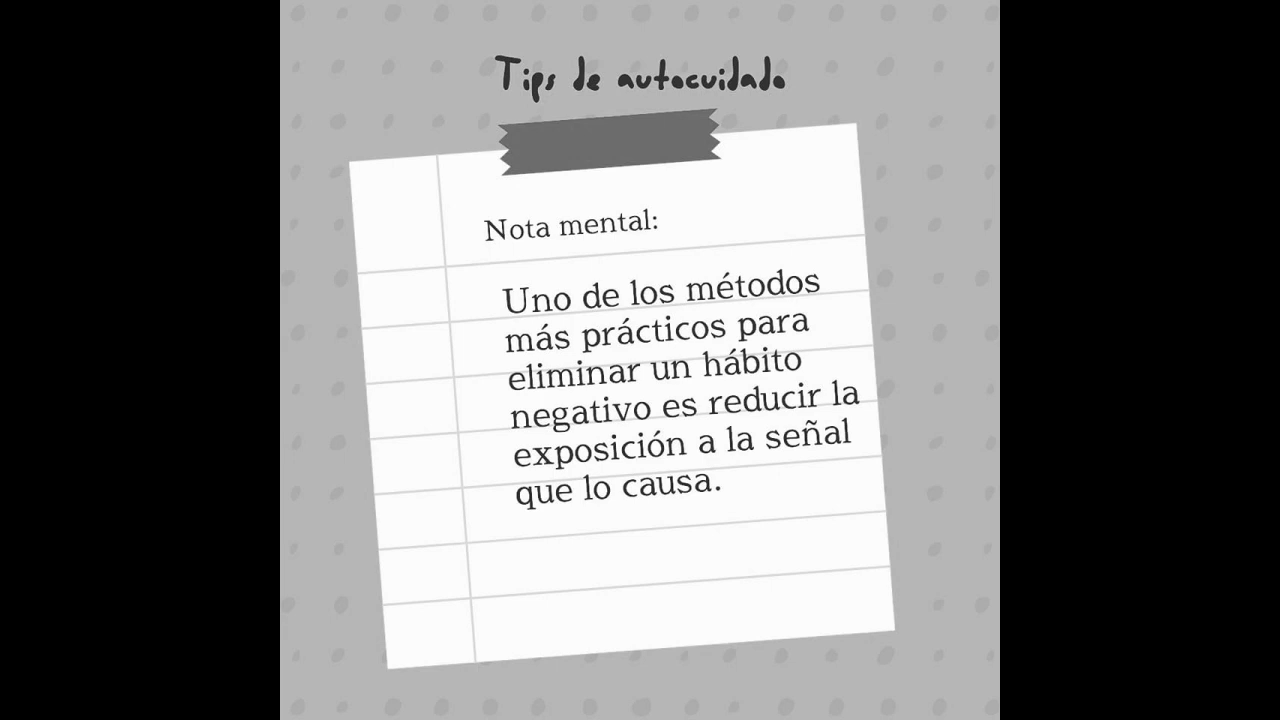 Tips de autocuidado
Nota mental:
Uno de los métodos
más prácticos para
eliminar un hábito
negativo es reducir la
exposición a la señal
que lo causa.